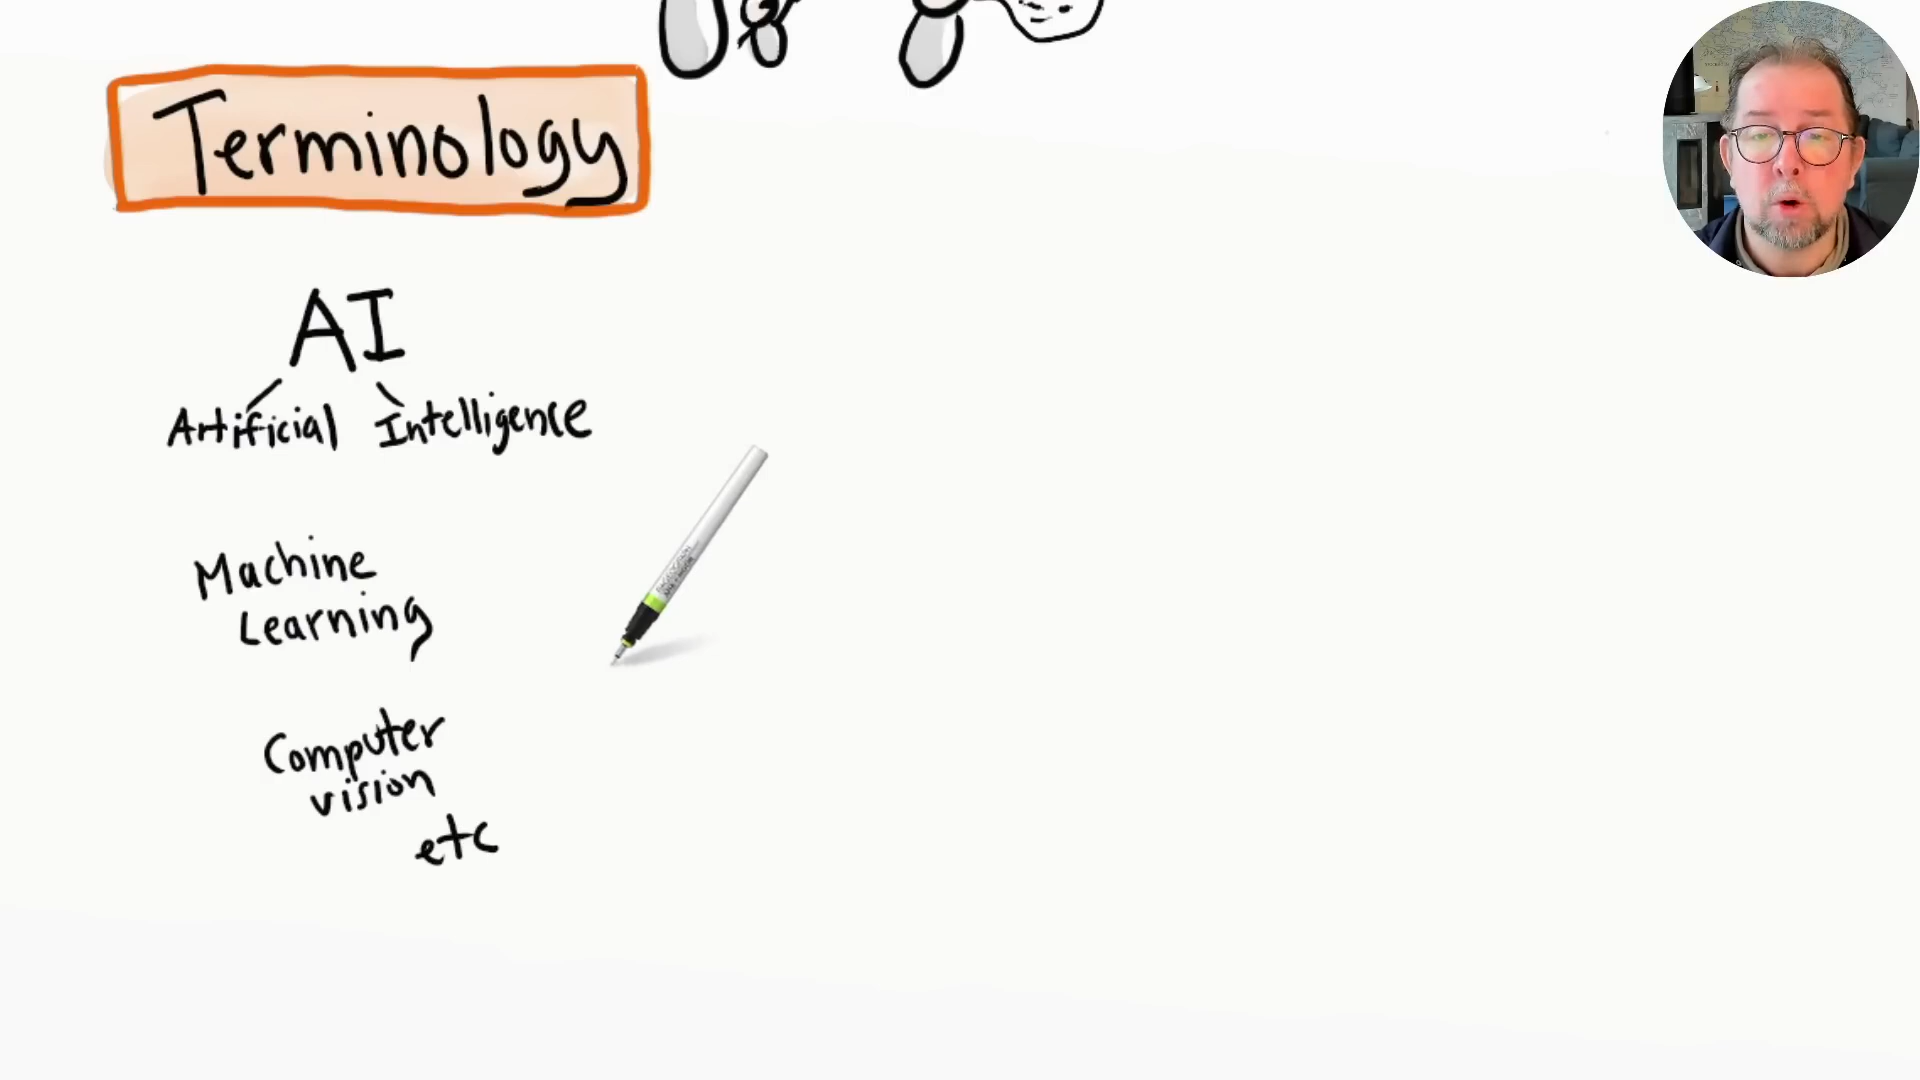 Terminology
AI
Artificial Intelligence
Machine
Learning
Computer
vision
etc